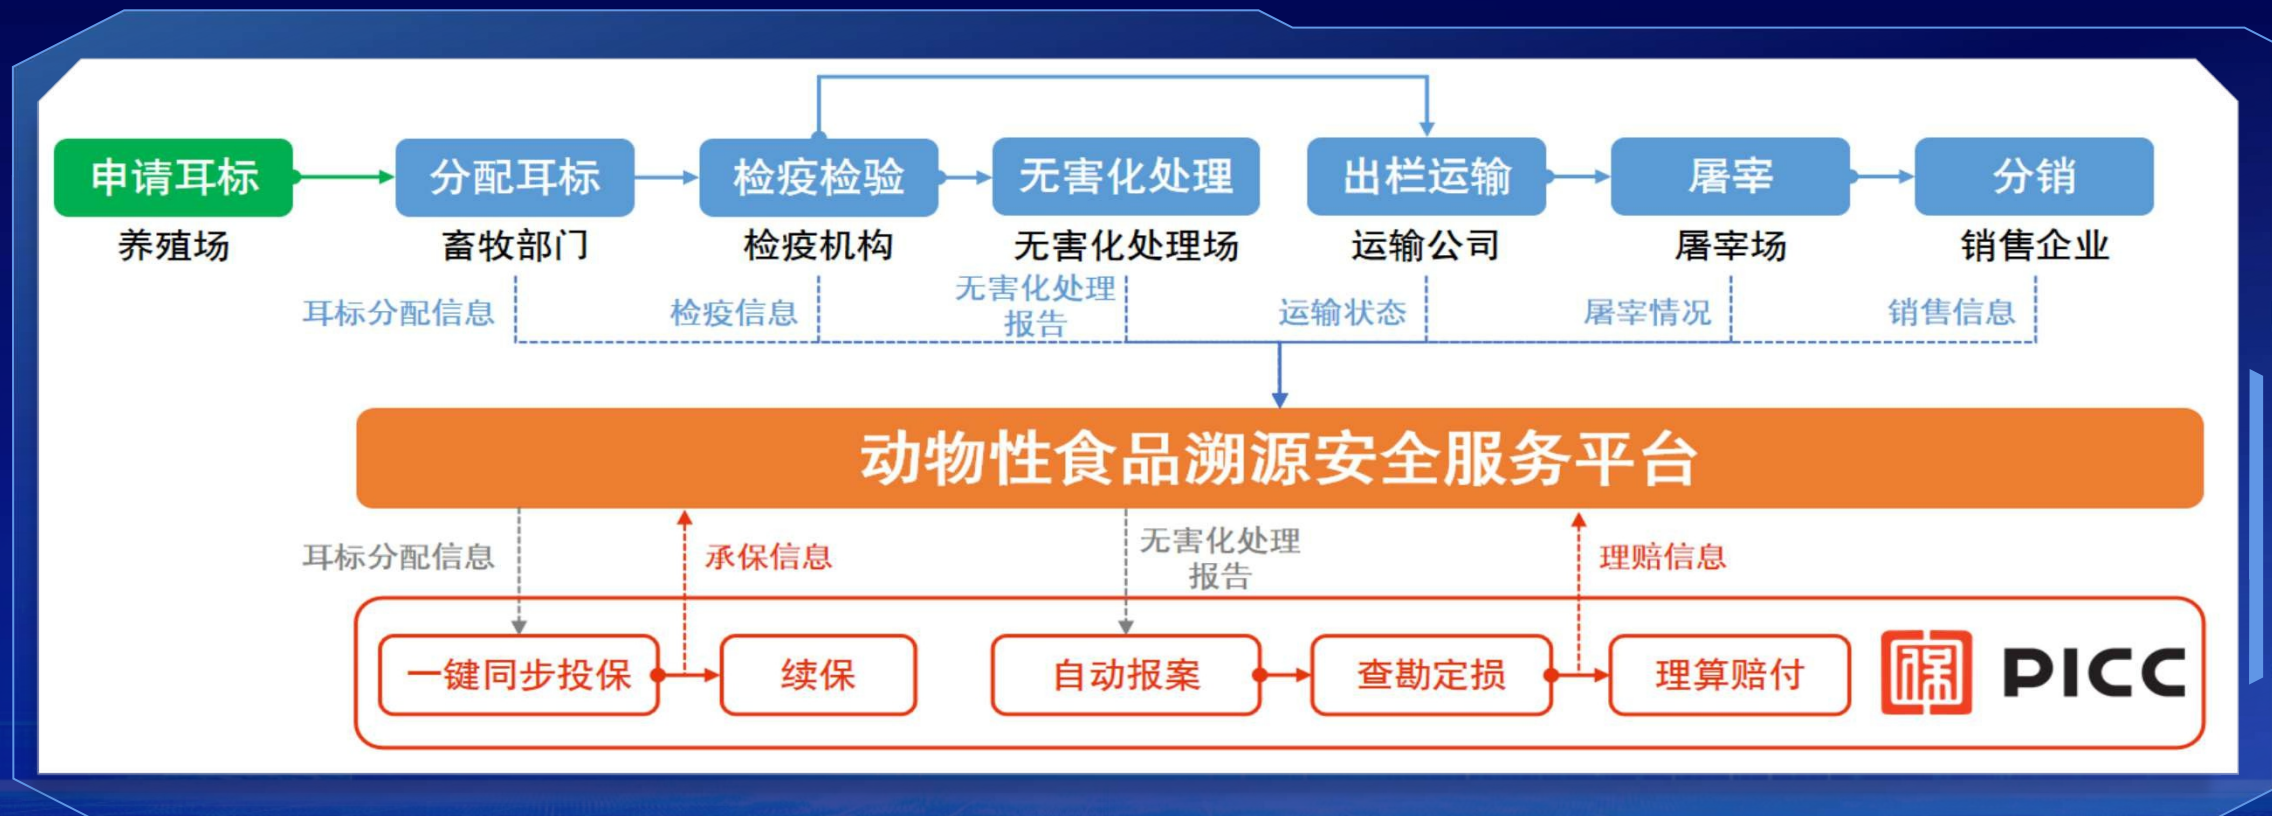 申请耳标
分配耳标
检疫检验
无害化处理
出栏运输
屠宰
分销
养殖场
畜牧部门
检疫机构
无害化处理场
运输公司
屠宰场
销售企业
耳标分配信息
检疫信息
无害化处理
报告
运输状态
屠宰情况
销售信息
动物性食品溯源安全服务平台
耳标分配信息
承保信息
无害化处理
报告
理赔信息
一键同步投保
续保
自动报案
查勘定损
理算赔付
保
PICC